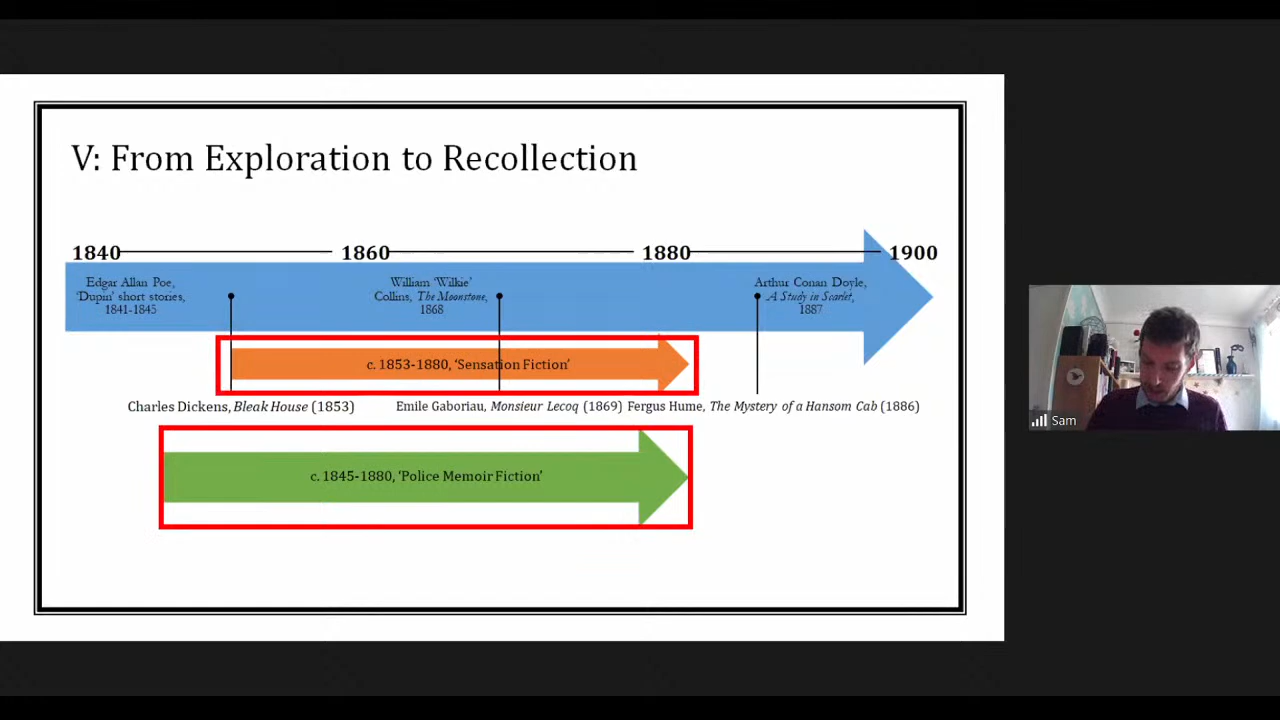 V: From Exploration to Recollection
1840 1860 1880 1900
Edgar Allan Poe,
‘Dupin’ short stories,
1841-1845
William ‘Wilkie’
Collins, The Moonstone,
1868
Arthur Conan Doyle,
A Study in Scarlet,
1887
c. 1853-1880, ‘Sensation Fiction’
Charles Dickens, Bleak House (1853)
Emile Gaboriau, Monsieur Lecoq (1869)
Fergus Hume, The Mystery of a Hansom Cab (1886)
c. 1845-1880, ‘Police Memoir Fiction’
Sam